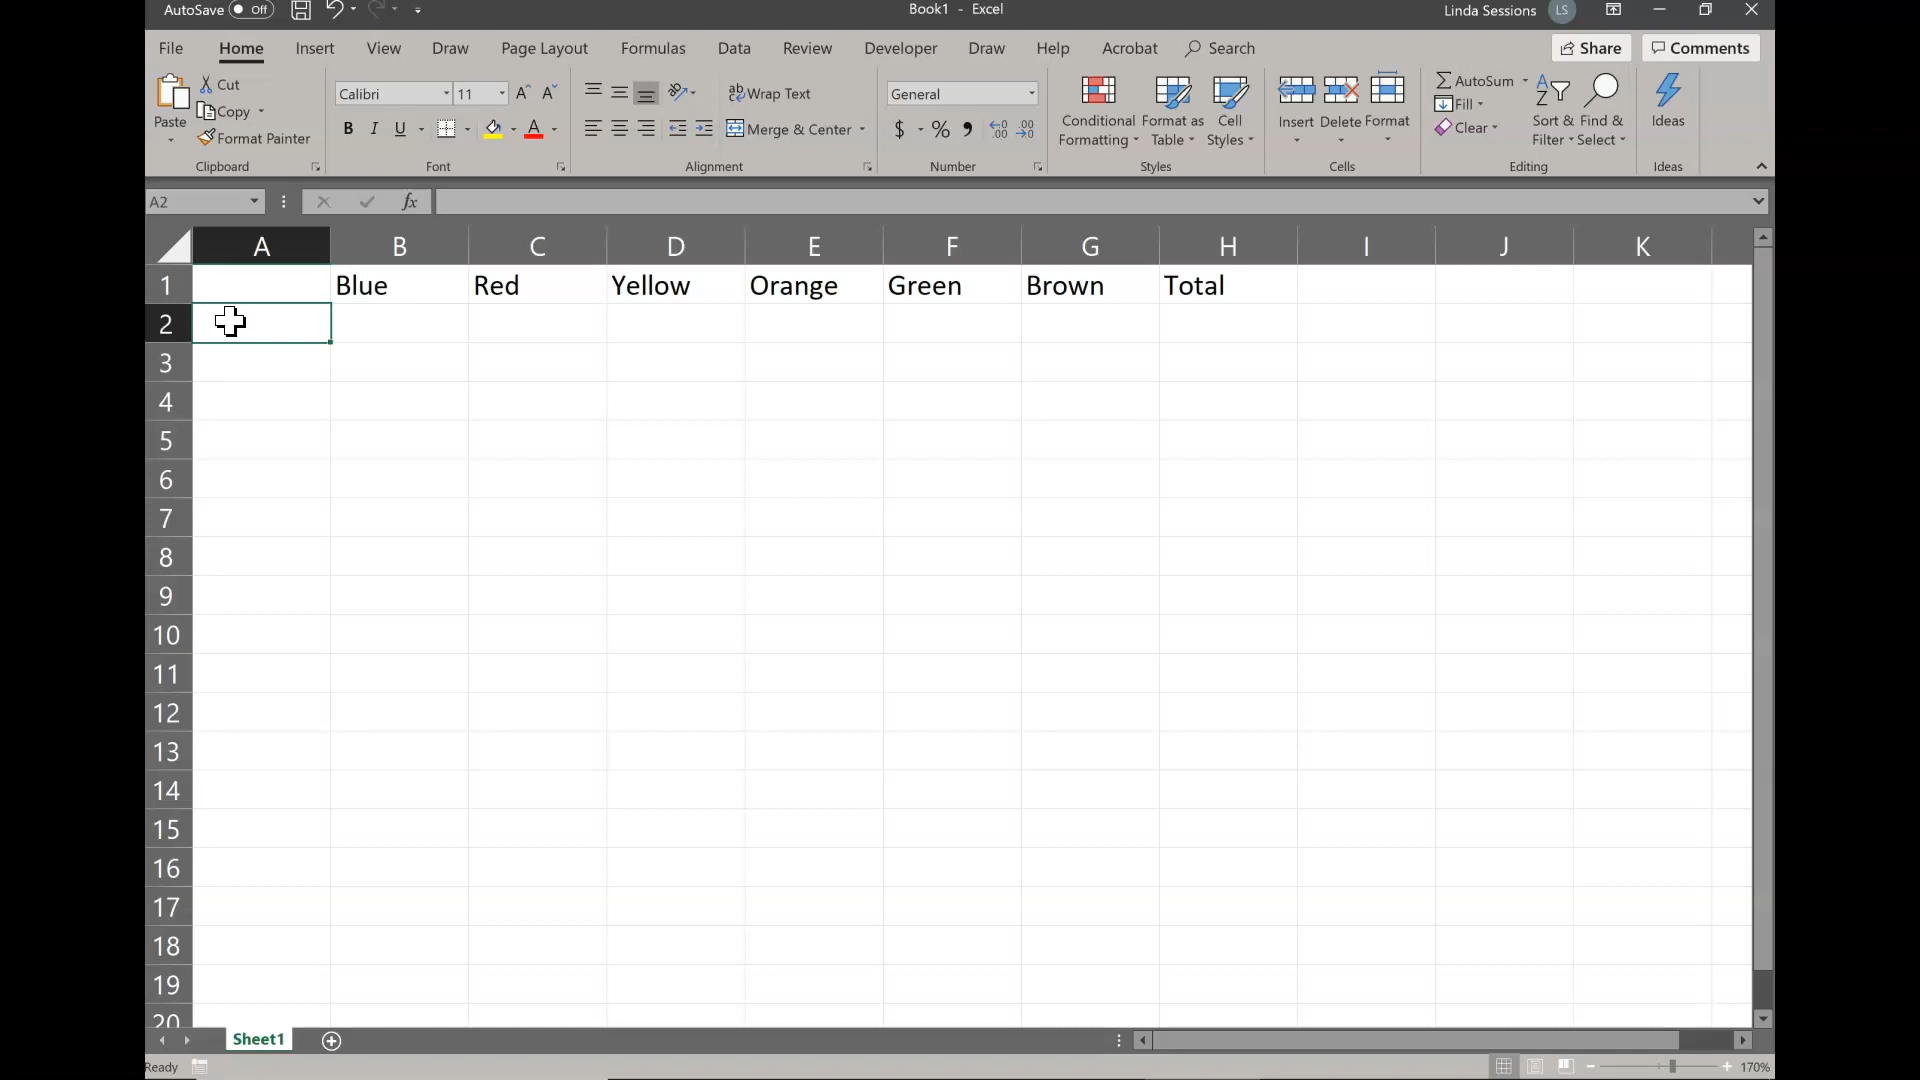 AutoSave Off
Book1 - Excel
Linda Sessions LS
File Home Insert View Draw Page Layout Formulas Data Review Developer Draw Help Acrobat Search Share Comments
Paste
Cut
Copy
Format Painter
Clipboard
Calibri 11
B I U A
Font
ab Wrap Text
Merge & Center
Alignment
General
$ % ,
Number
Conditional Formatting
Format as Table
Cell Styles
Styles
Insert Delete Format
Cells
AutoSum
Fill
Clear
Sort & Filter
Find & Select
Editing
Ideas
Ideas
A2 fx
A B C D E F G H I J K
1 Blue Red Yellow Orange Green Brown Total
2
3
4
5
6
7
8
9
10
11
12
13
14
15
16
17
18
19
20
Sheet1
Ready
170%